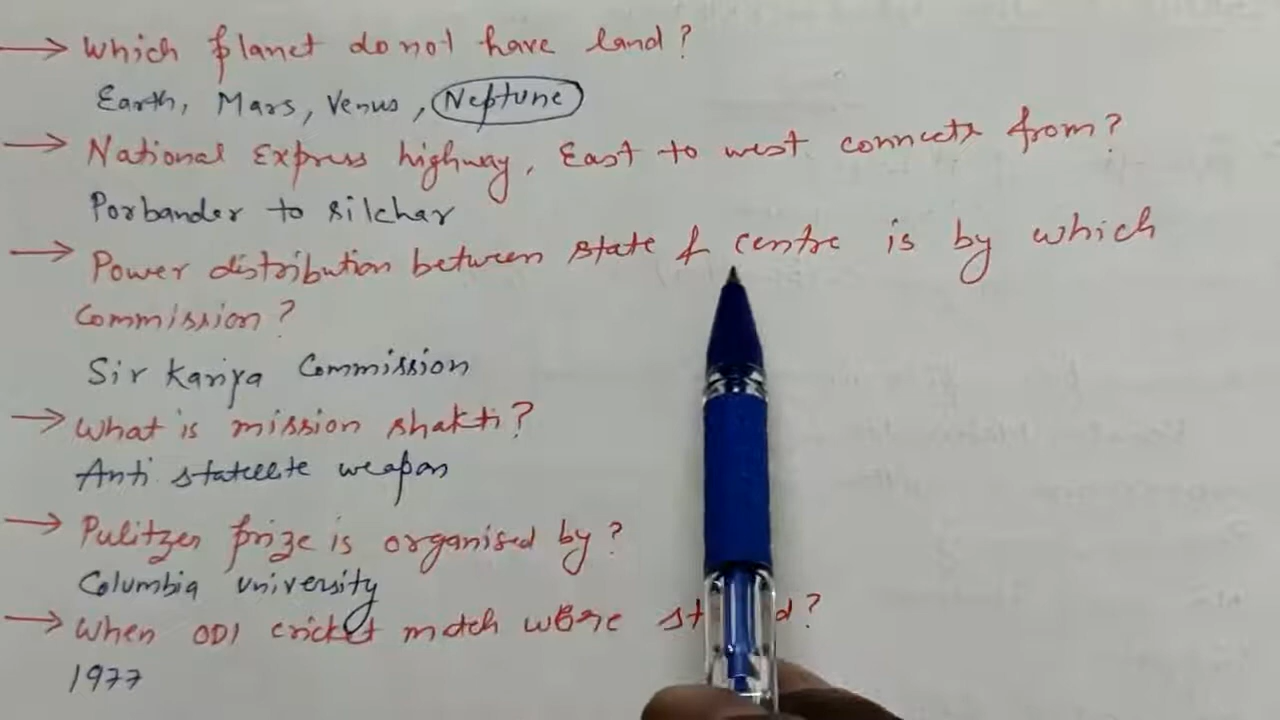 → Which planet do not have land?
Earth, Mars, Venus, Neptune
→ National Express highway, East to west connects from?
Porbander to silchar
→ Power distribution between state & centre is by which
Commission?
Sir Kariya Commission
→ What is mission shakti?
Anti weapon
→ Pulitzer prize is organised by?
Columbia university
→ When ODI cricket match
1977